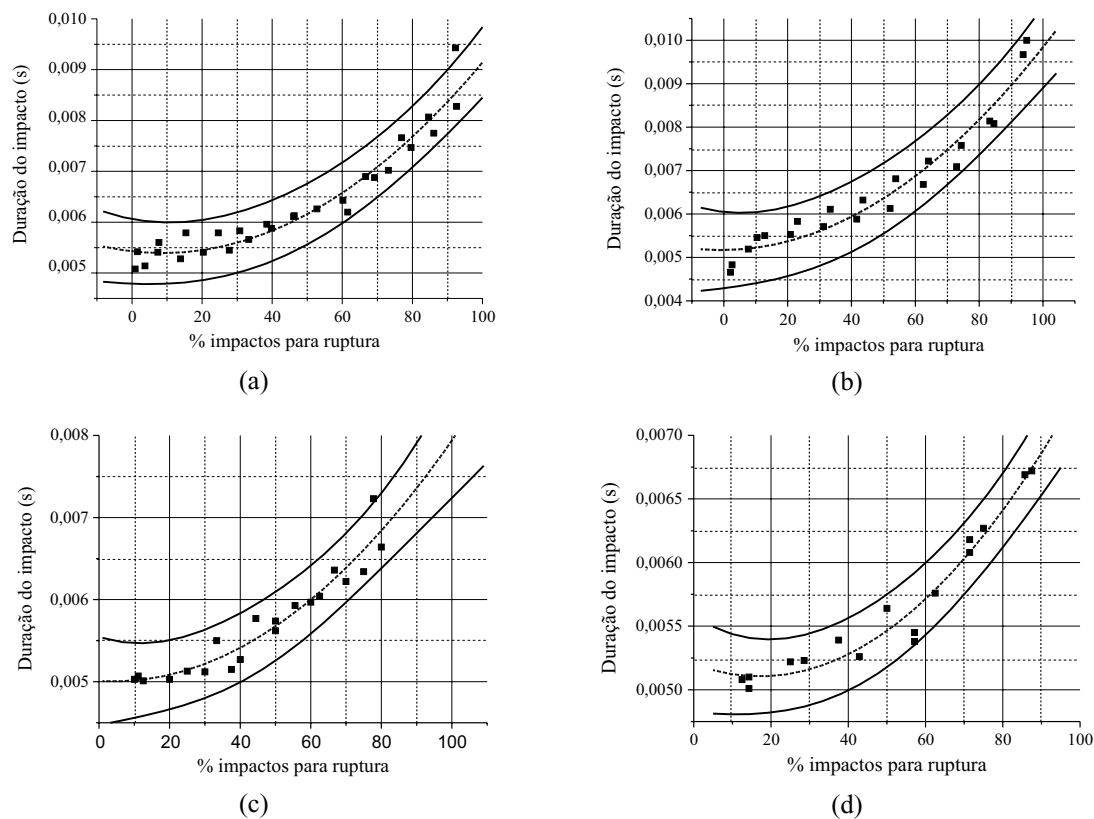 0,010
0,009
0,008
0,007
0,006
0,005
Duração do impacto (s)
0 20 40 60 80 100
% impactos para ruptura
(a)
0,010
0,009
0,008
0,007
0,006
0,005
0,004
Duração do impacto (s)
0 20 40 60 80 100
% impactos para ruptura
(b)
0,008
0,007
0,006
0,005
Duração do impacto (s)
0 20 40 60 80 100
% impactos para ruptura
(c)
0,0070
0,0065
0,0060
0,0055
0,0050
Duração do impacto (s)
0 20 40 60 80 100
% impactos para ruptura
(d)